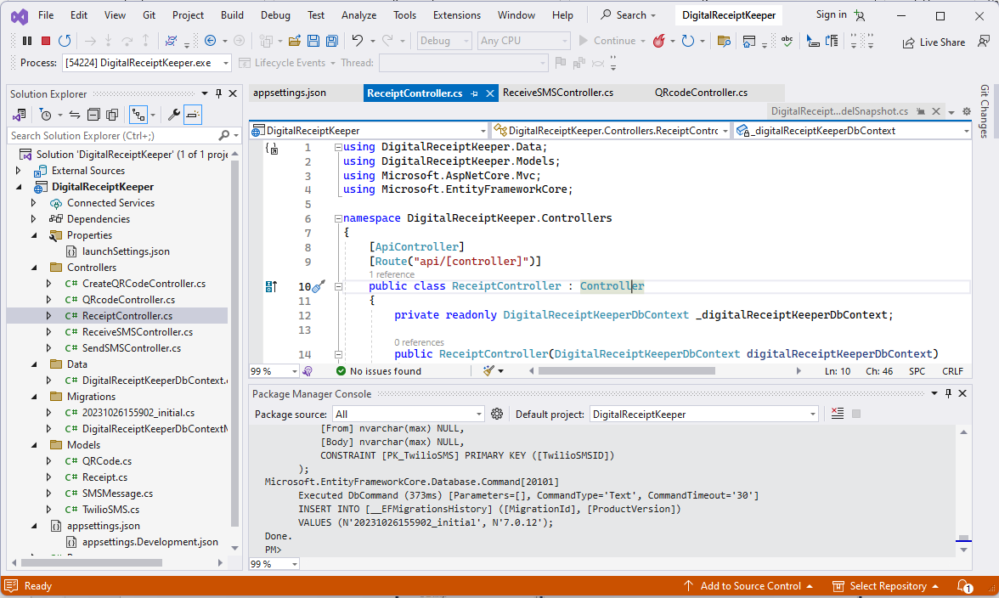 File Edit View Git Project Build Debug Test Analyze Tools Extensions Window Help Search DigitalReceiptKeeper Sign in
Debug Any CPU Continue abc Live Share
Process: [54224] DigitalReceiptKeeper.exe Lifecycle Events Thread:
Solution Explorer
Search Solution Explorer (Ctrl+;)
Solution 'DigitalReceiptKeeper' (1 of 1 proje
External Sources
DigitalReceiptKeeper
Connected Services
Dependencies
Properties
launchSettings.json
Controllers
C# CreateQRCodeController.cs
C# QRcodeController.cs
C# ReceiptController.cs
C# ReceiveSMSController.cs
C# SendSMSController.cs
Data
C# DigitalReceiptKeeperDbContext.c
Migrations
C# 20231026155902_initial.cs
C# DigitalReceiptKeeperDbContextM
Models
C# QRCode.cs
C# Receipt.cs
C# SMSMessage.cs
C# TwilioSMS.cs
appsettings.json
appsettings.Development.json
appsettings.json ReceiptController.cs ReceiveSMSController.cs QRcodeController.cs
DigitalReceipt...delSnapshot.cs
DigitalReceiptKeeper DigitalReceiptKeeper.Controllers.ReceiptContro _digitalReceiptKeeperDbContext
1 using DigitalReceiptKeeper.Data;
2 using DigitalReceiptKeeper.Models;
3 using Microsoft.AspNetCore.Mvc;
4 using Microsoft.EntityFrameworkCore;
5
6 namespace DigitalReceiptKeeper.Controllers
7 {
8 [ApiController]
9 [Route("api/[controller]")]
1 reference
10 public class ReceiptController : Controller
11 {
12 private readonly DigitalReceiptKeeperDbContext _digitalReceiptKeeperDbContext;
13
0 references
14 public ReceiptController(DigitalReceiptKeeperDbContext digitalReceiptKeeperDbContext)
99 % No issues found Ln: 10 Ch: 46 SPC CRLF
Package Manager Console
Package source: All Default project: DigitalReceiptKeeper
[From] nvarchar(max) NULL,
[Body] nvarchar(max) NULL,
CONSTRAINT [PK_TwilioSMS] PRIMARY KEY ([TwilioSMSID])
);
Microsoft.EntityFrameworkCore.Database.Command[20101]
Executed DbCommand (373ms) [Parameters=[], CommandType='Text', CommandTimeout='30']
INSERT INTO [__EFMigrationsHistory] ([MigrationId], [ProductVersion])
VALUES (N'20231026155902_initial', N'7.0.12');
Done.
PM>
99 %
Git Changes
Ready Add to Source Control Select Repository 1